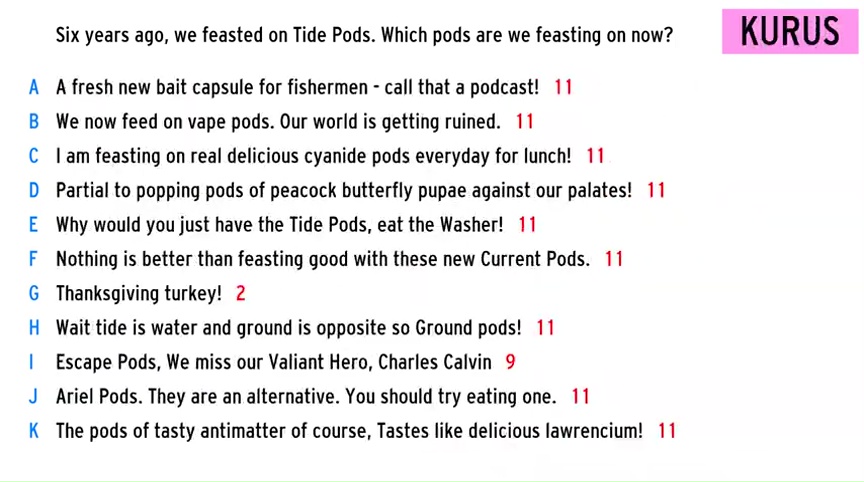 Six years ago, we feasted on Tide Pods. Which pods are we feasting on now?
KURUS
A A fresh new bait capsule for fishermen - call that a podcast! 11
B We now feed on vape pods. Our world is getting ruined. 11
C I am feasting on real delicious cyanide pods everyday for lunch! 11
D Partial to popping pods of peacock butterfly pupae against our palates! 11
E Why would you just have the Tide Pods, eat the Washer! 11
F Nothing is better than feasting good with these new Current Pods. 11
G Thanksgiving turkey! 2
H Wait tide is water and ground is opposite so Ground pods! 11
I Escape Pods, We miss our Valiant Hero, Charles Calvin 9
J Ariel Pods. They are an alternative. You should try eating one. 11
K The pods of tasty antimatter of course, Tastes like delicious lawrencium! 11